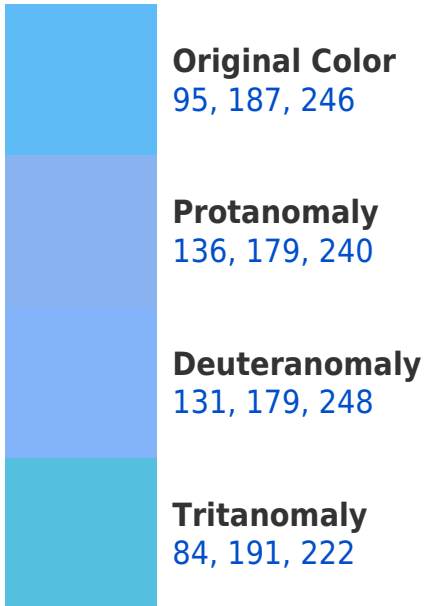 Original Color
95, 187, 246
Protanomaly
136, 179, 240
Deuteranomaly
131, 179, 248
Tritanomaly
84, 191, 222